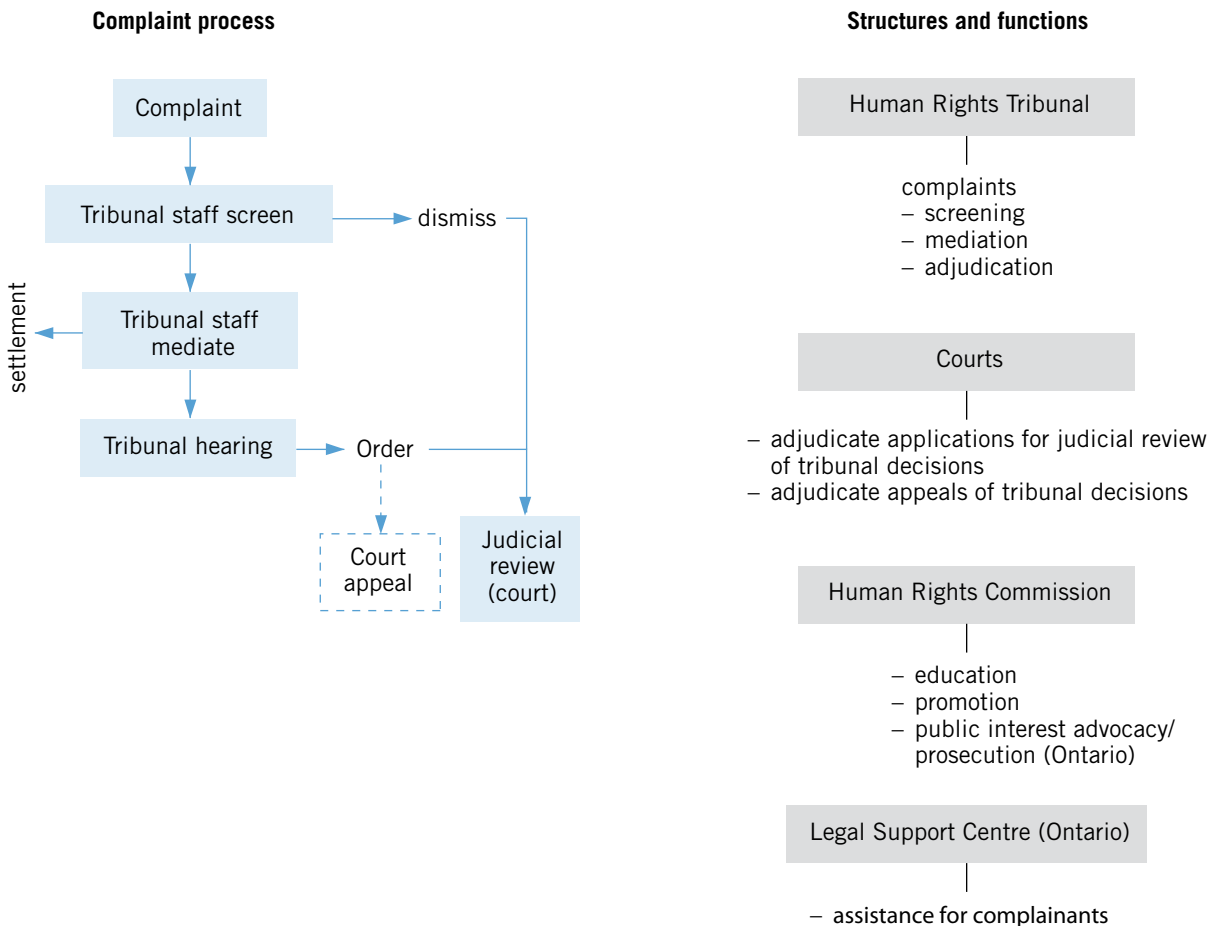 Complaint process
Complaint
Tribunal staff screen
dismiss
Tribunal staff
mediate
settlement
Tribunal hearing
Order
Court
appeal
Judicial
review
(court)
Structures and functions
Human Rights Tribunal
complaints
– screening
– mediation
– adjudication
Courts
– adjudicate applications for judicial review
of tribunal decisions
– adjudicate appeals of tribunal decisions
Human Rights Commission
– education
– promotion
– public interest advocacy/
prosecution (Ontario)
Legal Support Centre (Ontario)
– assistance for complainants